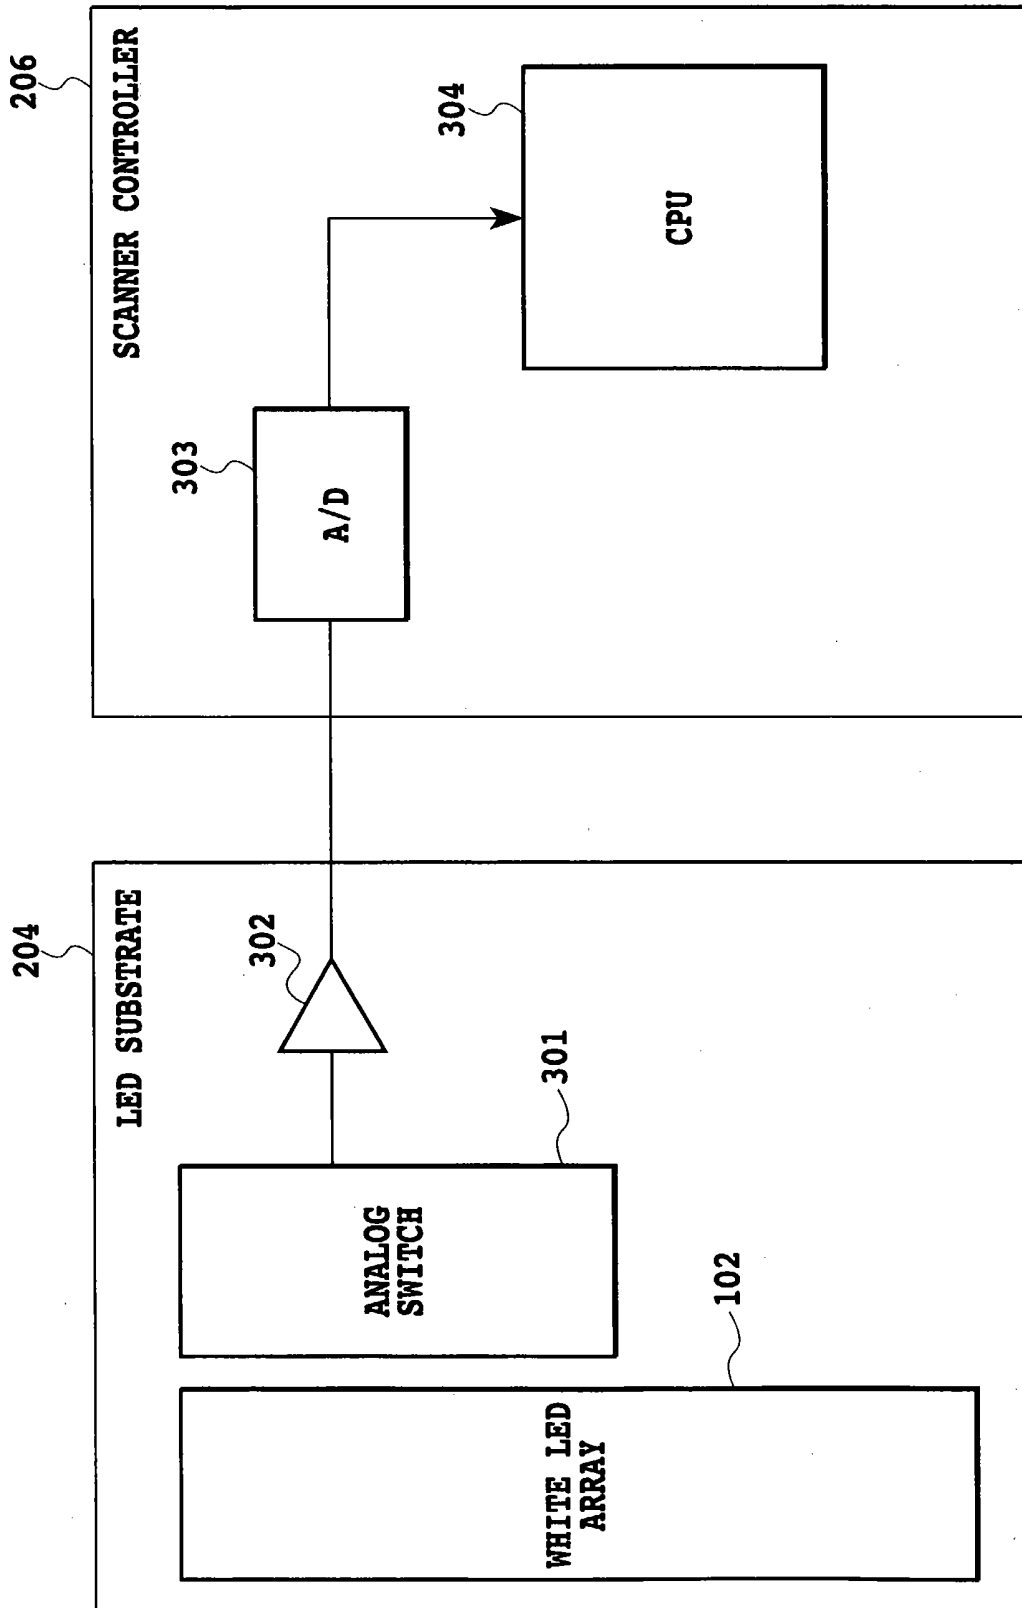 204
LED SUBSTRATE
302
301
ANALOG
SWITCH
102
WHITE LED
ARRAY
206
SCANNER CONTROLLER
303
A/D
304
CPU